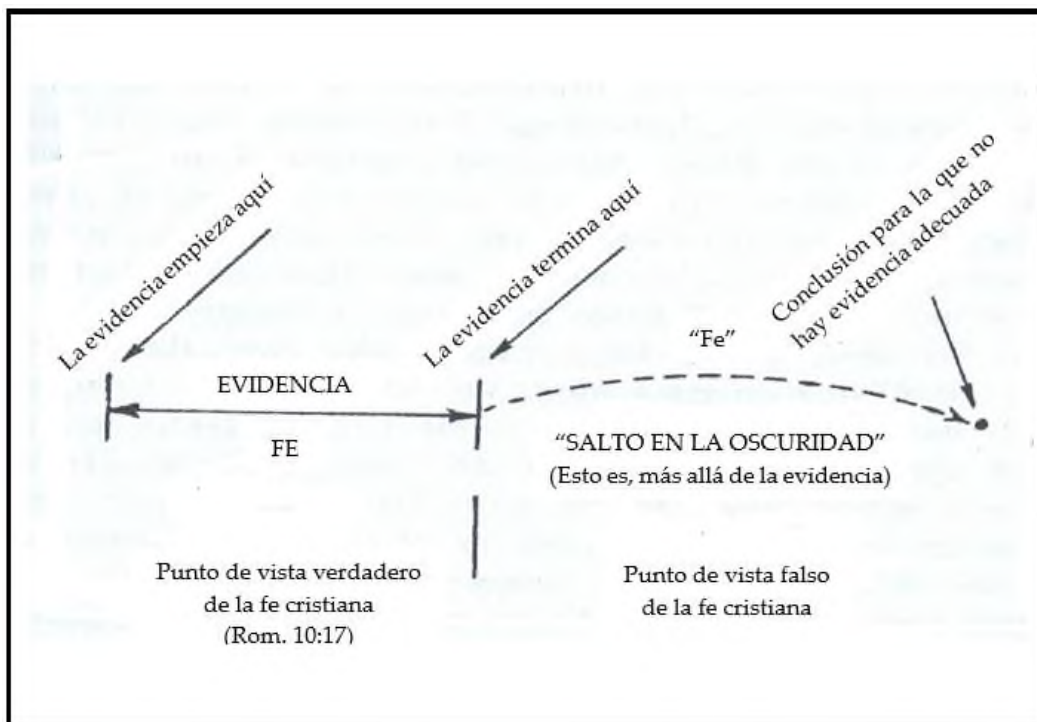 La evidencia empieza aquí
La evidencia termina aquí
Conclusión para la que no
hay evidencia adecuada
EVIDENCIA
FE
“Fe”
“SALTO EN LA OSCURIDAD”
(Esto es, más allá de la evidencia)
Punto de vista verdadero
de la fe cristiana
(Rom. 10:17)
Punto de vista falso
de la fe cristiana